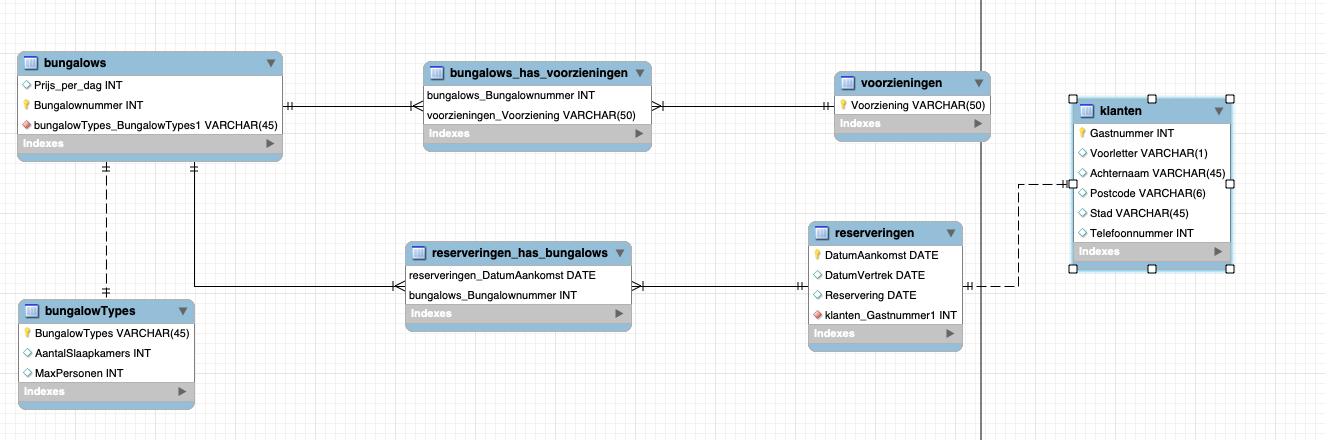 bungalows
Prijs_per_dag INT
Bungalownummer INT
bungalowTypes_BungalowTypes1 VARCHAR(45)
Indexes
bungalows_has_voorzieningen
bungalows_Bungalownummer INT
voorzieningen_Voorziening VARCHAR(50)
Indexes
voorzieningen
Voorziening VARCHAR(50)
Indexes
klanten
Gastnummer INT
Voorletter VARCHAR(1)
Achternaam VARCHAR(45)
Postcode VARCHAR(6)
Stad VARCHAR(45)
Telefoonnummer INT
Indexes
bungalowTypes
BungalowTypes VARCHAR(45)
AantalSlaapkamers INT
MaxPersonen INT
Indexes
reserveringen_has_bungalows
reserveringen_DatumAankomst DATE
bungalows_Bungalownummer INT
Indexes
reserveringen
DatumAankomst DATE
DatumVertrek DATE
Reservering DATE
klanten_Gastnummer1 INT
Indexes